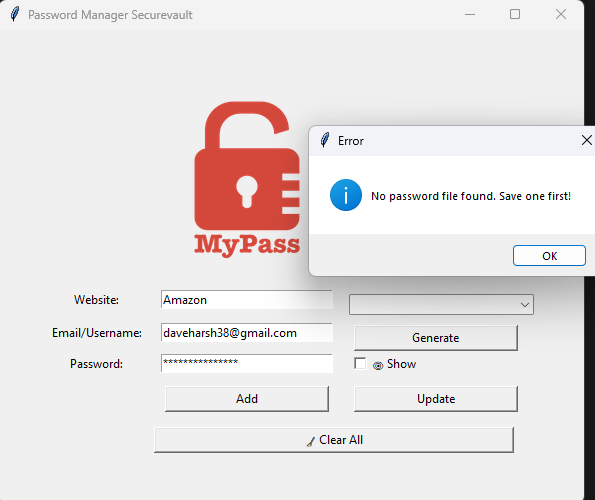 Password Manager Securevault
Error
No password file found. Save one first!
OK
MyPass
Website:
Amazon
Email/Username:
daveharsh38@gmail.com
Generate
Password:
***************
Show
Add
Update
Clear All